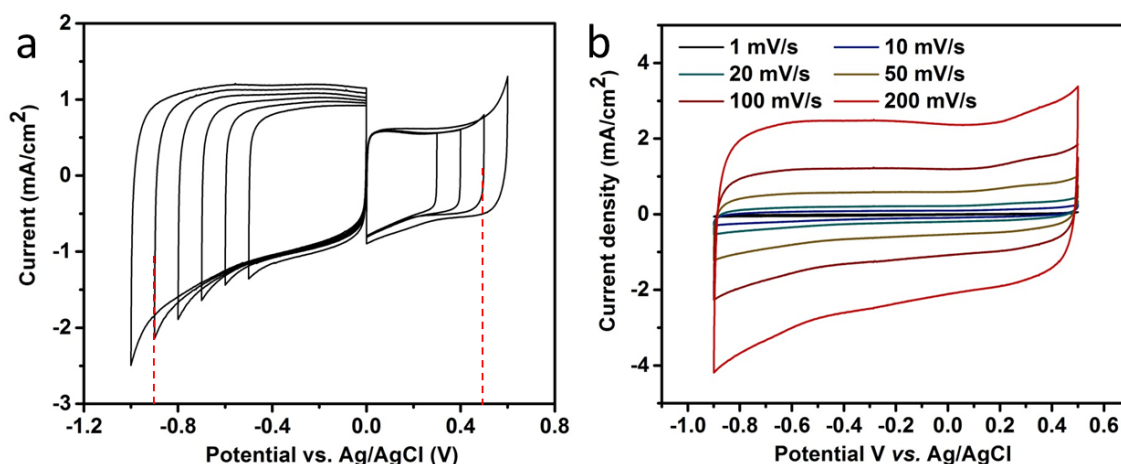 a
2
1
0
-1
-2
-3
Current (mA/cm2)
-1.2 -0.8 -0.4 0.0 0.4 0.8
Potential vs. Ag/AgCl (V)
b
1 mV/s 10 mV/s
20 mV/s 50 mV/s
100 mV/s 200 mV/s
4
2
0
-2
-4
Current density (mA/cm2)
-1.0 -0.8 -0.6 -0.4 -0.2 0.0 0.2 0.4 0.6
Potential V vs. Ag/AgCl